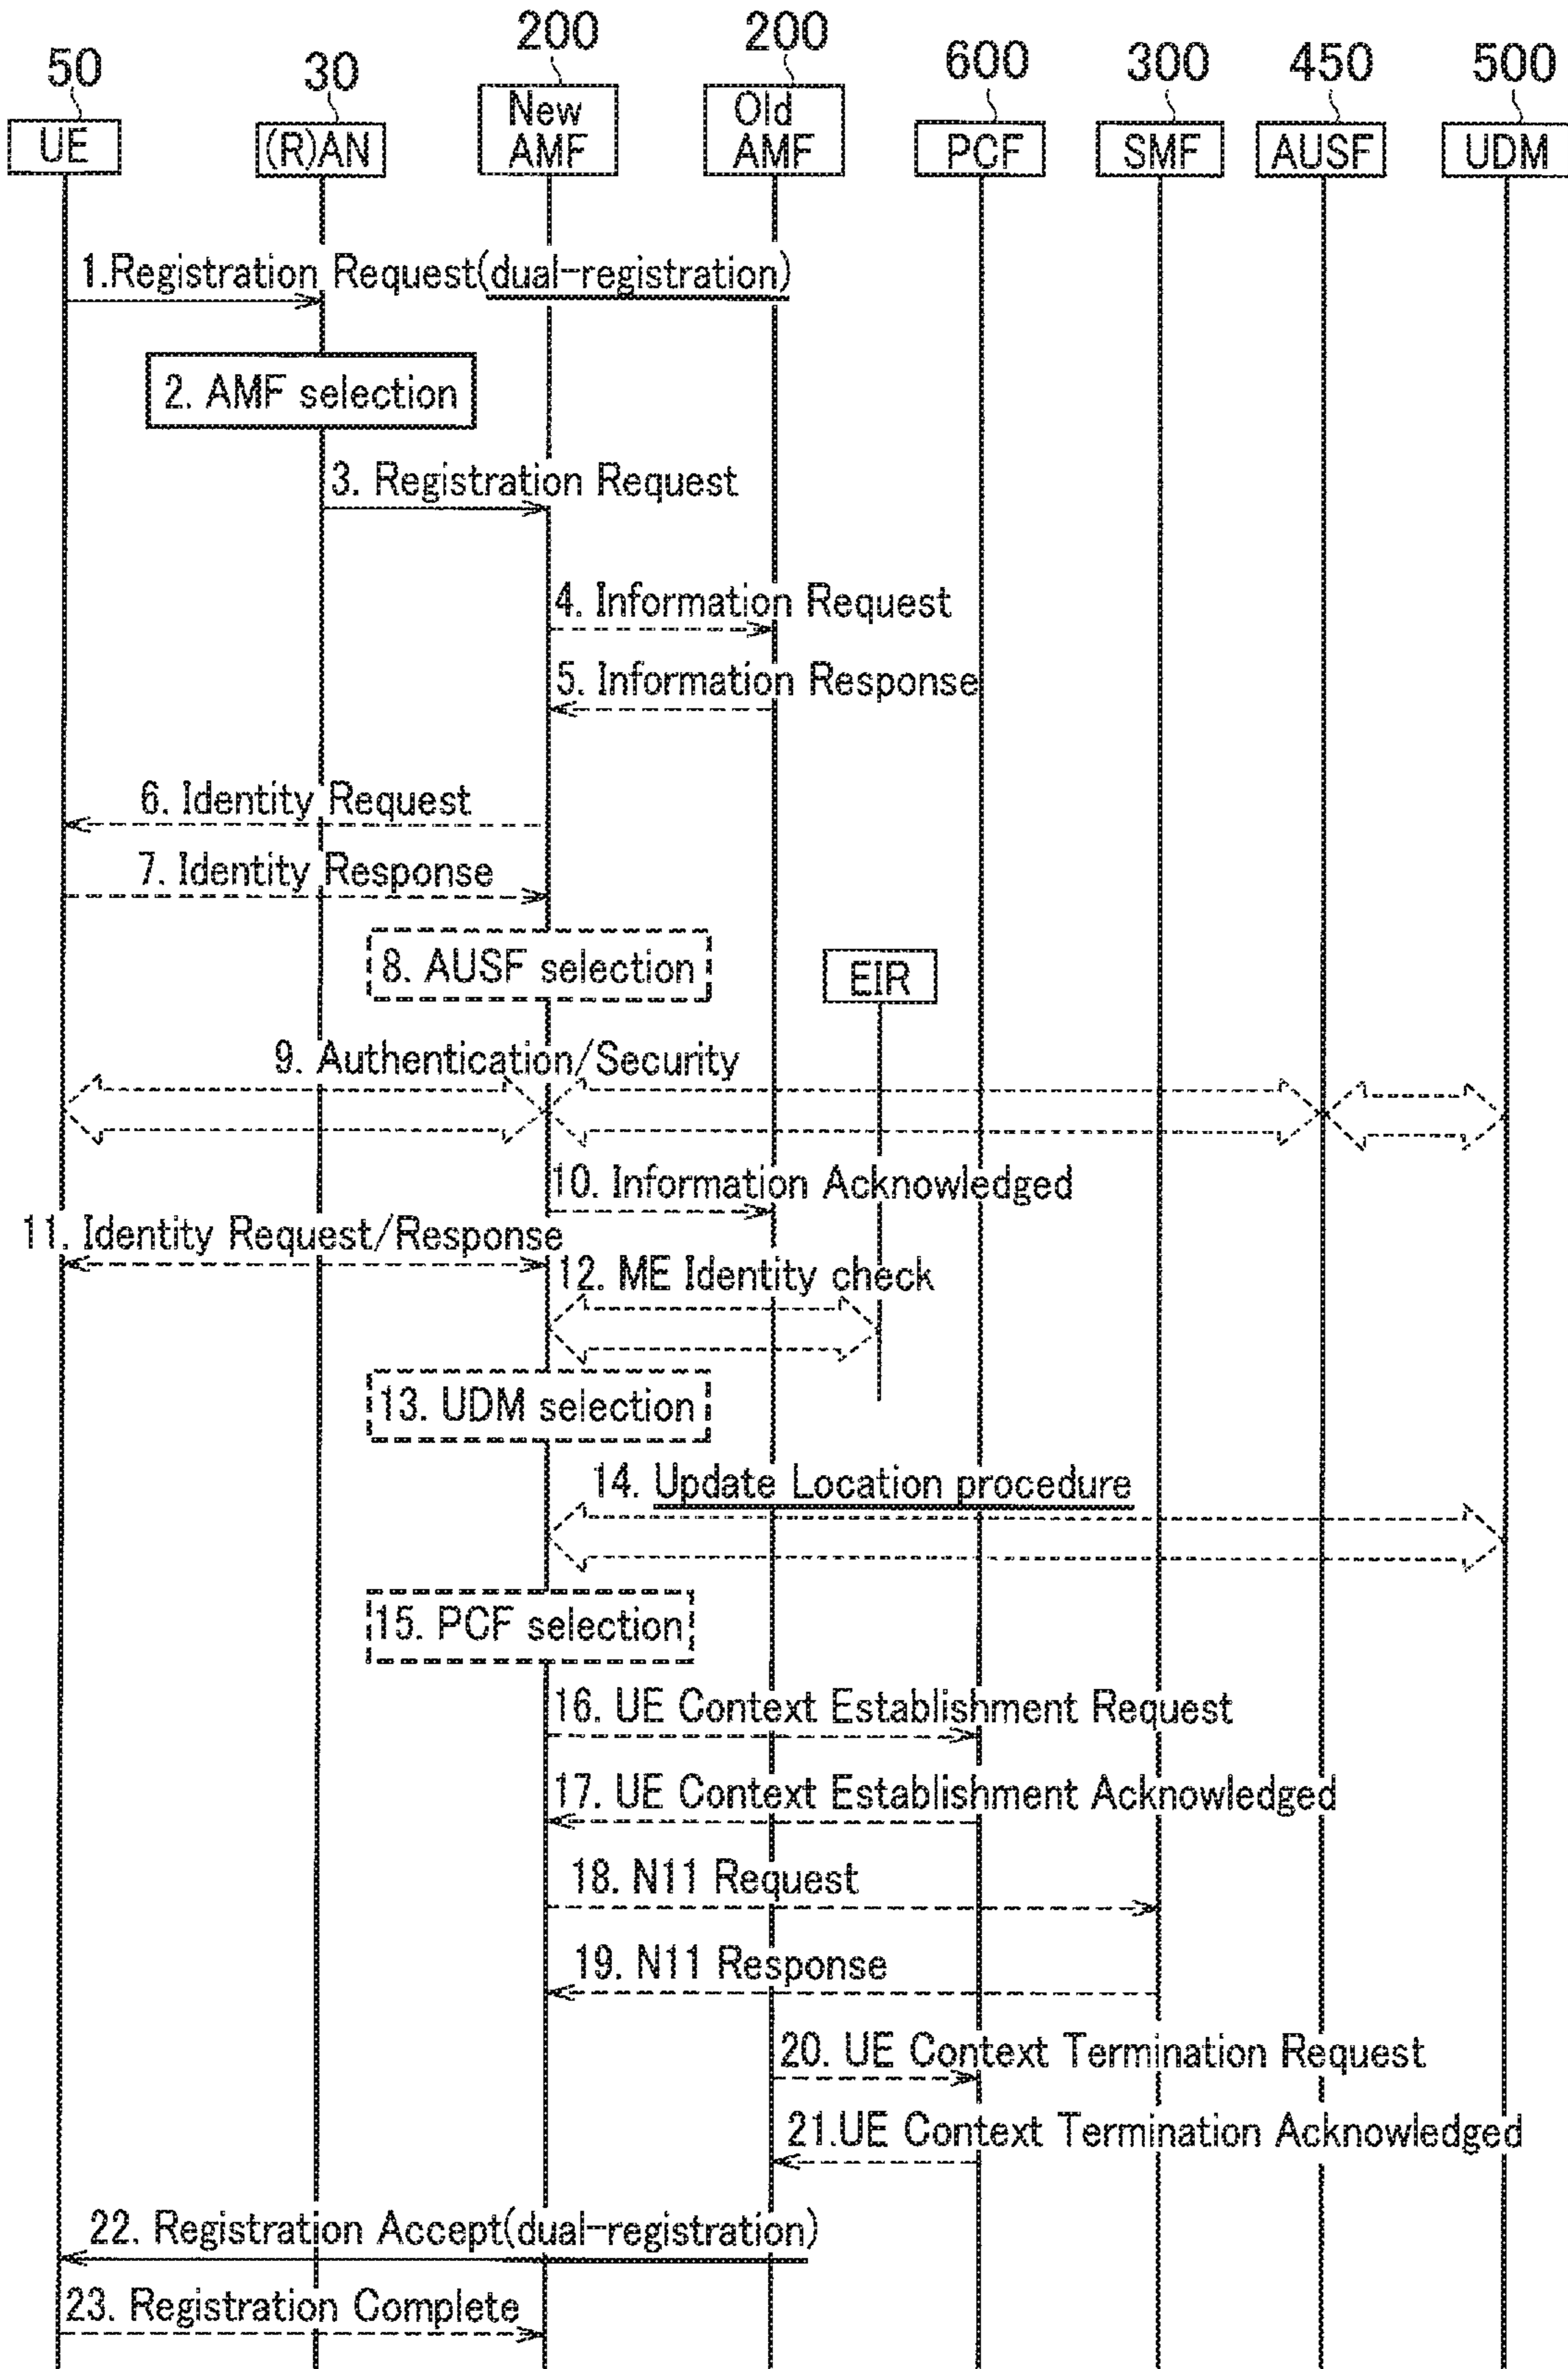 50
30
200
200
600
300
450
500
UE
(R)AN
New
AMF
Old
AMF
PCF
SMF
AUSF
UDM
1.Registration Request(dual-registration)
2. AMF selection
3. Registration Request
4. Information Request
5. Information Response
6. Identity Request
7. Identity Response
8. AUSF selection
EIR
9. Authentication/Security
10. Information Acknowledged
11. Identity Request/Response
12. ME Identity check
13. UDM selection
14. Update Location procedure
15. PCF selection
16. UE Context Establishment Request
17. UE Context Establishment Acknowledged
18. N11 Request
19. N11 Response
20. UE Context Termination Request
21.UE Context Termination Acknowledged
22. Registration Accept(dual-registration)
23. Registration Complete